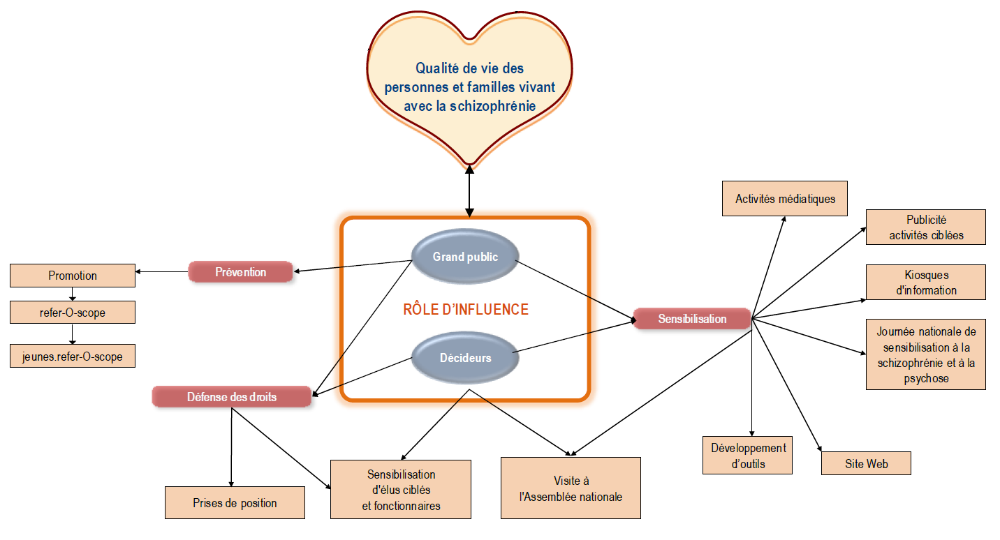 Qualité de vie des
personnes et familles vivant
avec la schizophrénie
Activités médiatiques
Publicité
activités ciblées
Grand public
Prévention
Promotion
Kiosques
d'information
RÔLE D’INFLUENCE
refer-O-scope
Sensibilisation
Journée nationale de
sensibilisation à la
schizophrénie et à la
psychose
jeunes.refer-O-scope
Décideurs
Défense des droits
Développement
d’outils
Site Web
Sensibilisation
d'élus ciblés
et fonctionnaires
Visite à
l'Assemblée nationale
Prises de position